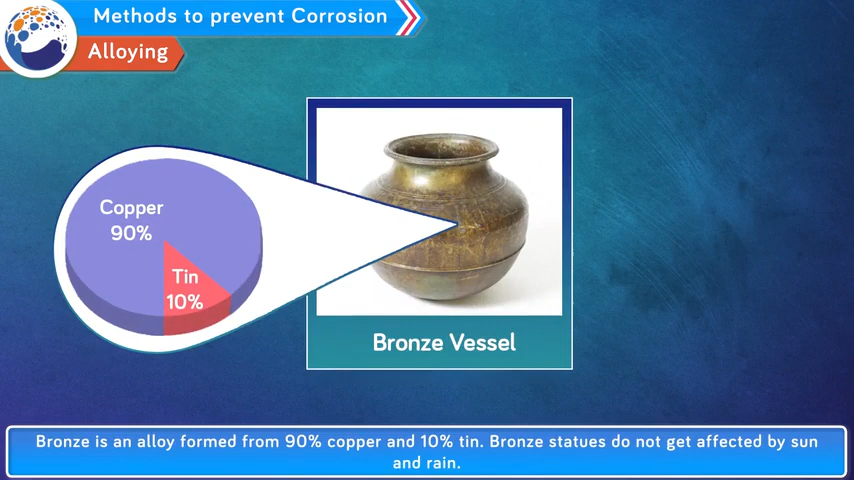 Methods to prevent Corrosion
Alloying
Copper
90%
Tin
10%
Bronze Vessel
Bronze is an alloy formed from 90% copper and 10% tin. Bronze statues do not get affected by sun
and rain.